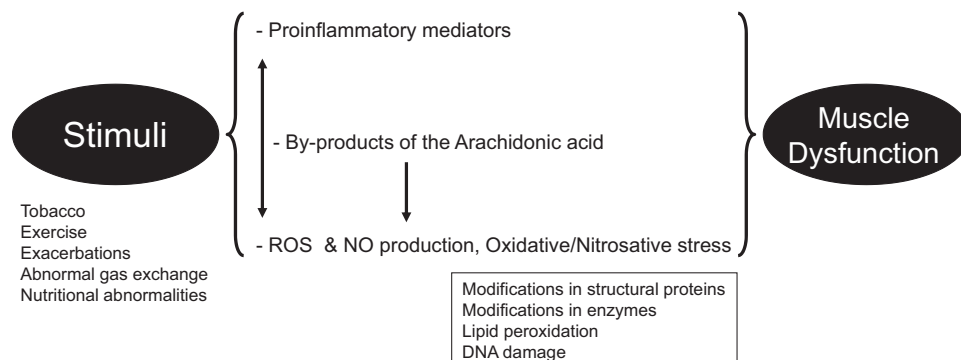 - Proinflammatory mediators
Stimuli
- By-products of the Arachidonic acid
Muscle
Dysfunction
Tobacco
Exercise
Exacerbations
Abnormal gas exchange
Nutritional abnormalities
- ROS & NO production, Oxidative/Nitrosative stress
Modifications in structural proteins
Modifications in enzymes
Lipid peroxidation
DNA damage